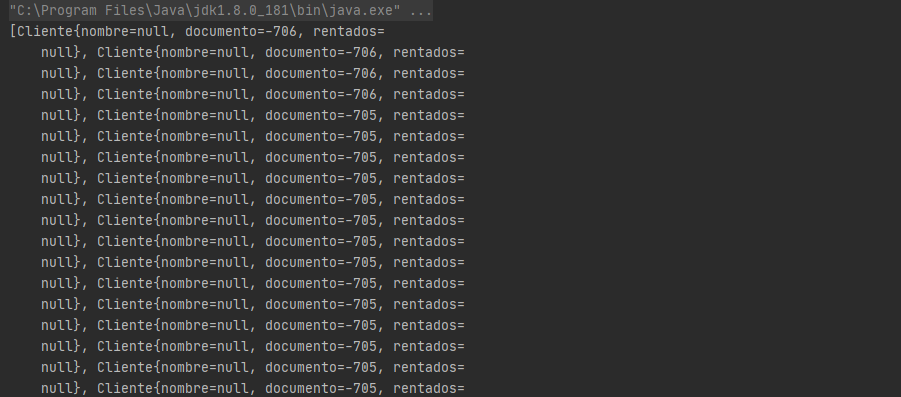 "C:\Program Files\Java\jdk1.8.0_181\bin\java.exe" ...
[Cliente{nombre=null, documento=-706, rentados=
    null}, Cliente{nombre=null, documento=-706, rentados=
    null}, Cliente{nombre=null, documento=-706, rentados=
    null}, Cliente{nombre=null, documento=-706, rentados=
    null}, Cliente{nombre=null, documento=-705, rentados=
    null}, Cliente{nombre=null, documento=-705, rentados=
    null}, Cliente{nombre=null, documento=-705, rentados=
    null}, Cliente{nombre=null, documento=-705, rentados=
    null}, Cliente{nombre=null, documento=-705, rentados=
    null}, Cliente{nombre=null, documento=-705, rentados=
    null}, Cliente{nombre=null, documento=-705, rentados=
    null}, Cliente{nombre=null, documento=-705, rentados=
    null}, Cliente{nombre=null, documento=-705, rentados=
    null}, Cliente{nombre=null, documento=-705, rentados=
    null}, Cliente{nombre=null, documento=-705, rentados=
    null}, Cliente{nombre=null, documento=-705, rentados=
    null}, Cliente{nombre=null, documento=-705, rentados=
    null}, Cliente{nombre=null, documento=-705, rentados=